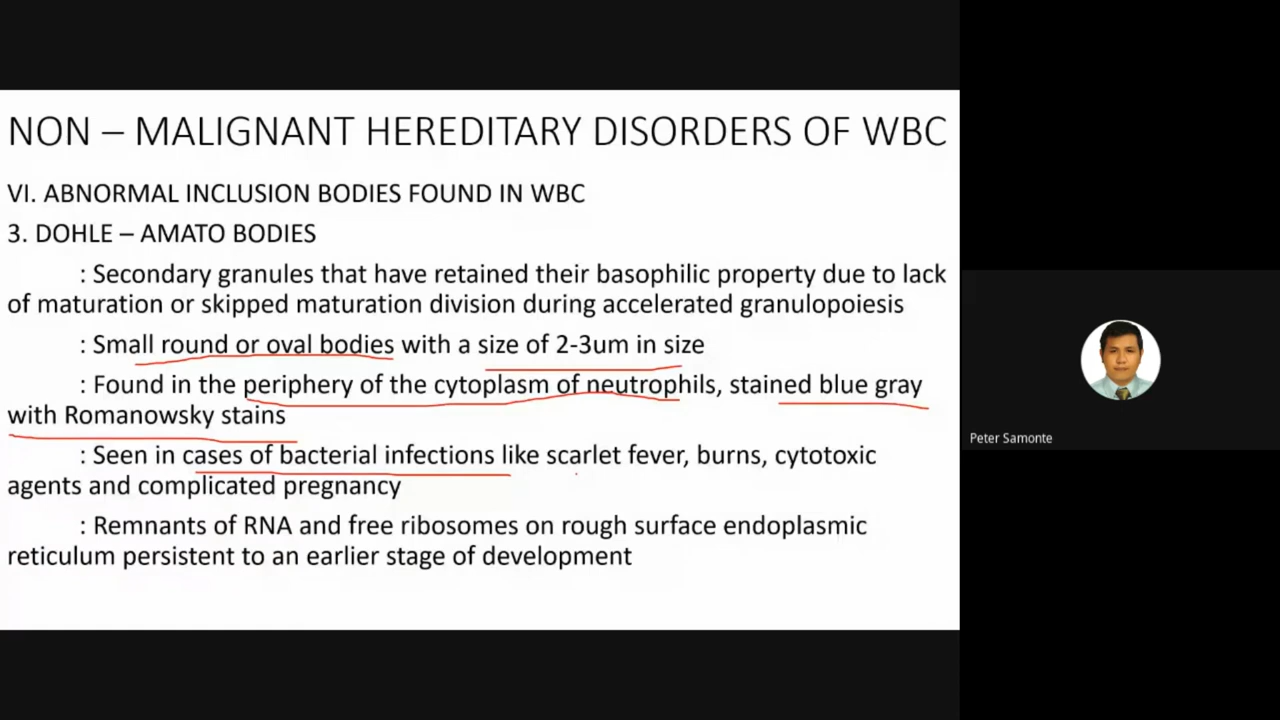 NON – MALIGNANT HEREDITARY DISORDERS OF WBC
VI. ABNORMAL INCLUSION BODIES FOUND IN WBC
3. DOHLE – AMATO BODIES
: Secondary granules that have retained their basophilic property due to lack
of maturation or skipped maturation division during accelerated granulopoiesis
: Small round or oval bodies with a size of 2-3um in size
: Found in the periphery of the cytoplasm of neutrophils, stained blue gray
with Romanowsky stains
: Seen in cases of bacterial infections like scarlet fever, burns, cytotoxic
agents and complicated pregnancy
: Remnants of RNA and free ribosomes on rough surface endoplasmic
reticulum persistent to an earlier stage of development
Peter Samonte